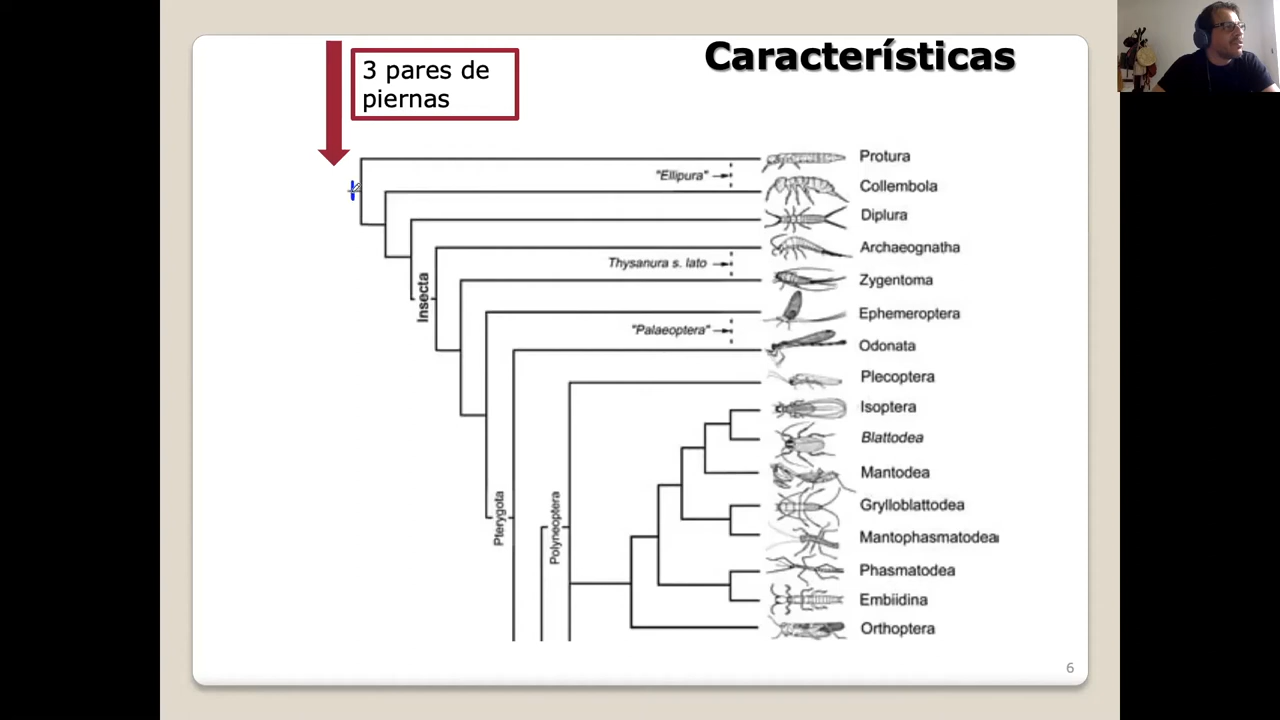 Características
3 pares de
piernas
Protura
"Ellipura"
Collembola
Diplura
Archaeognatha
Thysanura s. lato
Zygentoma
Insecta
Ephemeroptera
"Palaeoptera"
Odonata
Plecoptera
Isoptera
Blattodea
Mantodea
Grylloblattodea
Pterygota
Polyneoptera
Mantophasmatodea
Phasmatodea
Embiidina
Orthoptera
6